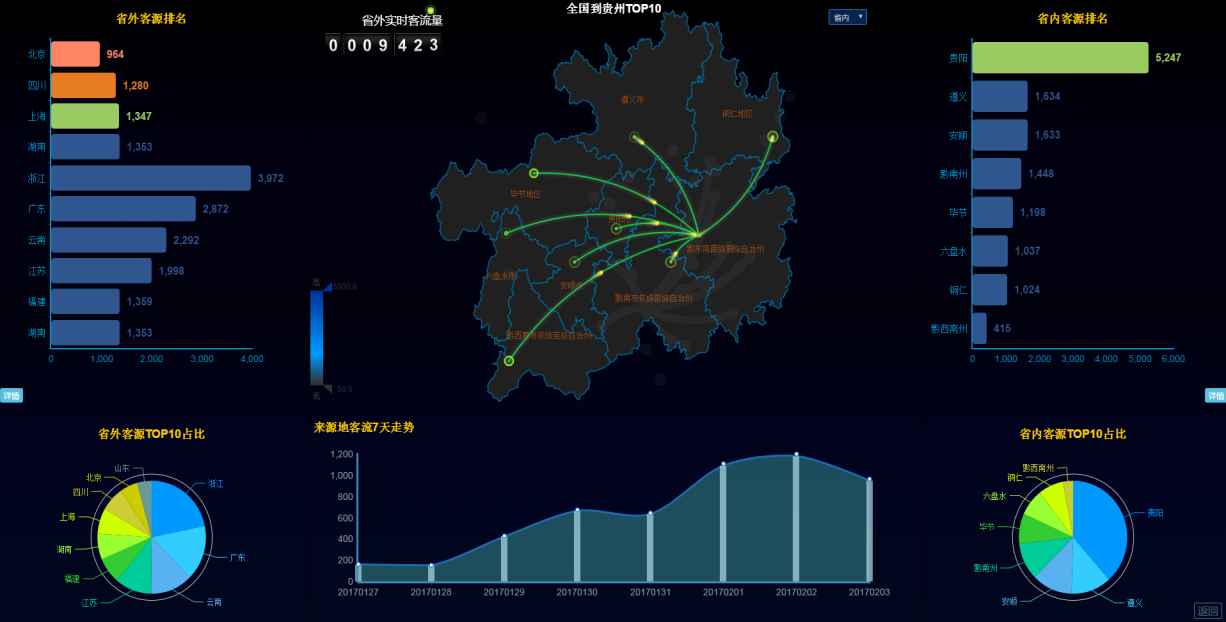 省外客源排名
北京 964
四川 1,280
上海 1,347
湖南 1,353
浙江 3,972
广东 2,872
云南 2,292
江苏 1,998
福建 1,359
湖南 1,353
0 1,000 2,000 3,000 4,000
详情
省外实时客流量
0 0 0 9 4 2 3
全国到贵州TOP10
省内
遵义市
铜仁地区
毕节地区
贵阳市
黔东南苗族侗族自治州
六盘水市
安顺市
黔南布依族苗族自治州
黔西南布依族苗族自治州
高
5000.0
50.0
低
省内客源排名
贵阳 5,247
遵义 1,634
安顺 1,633
黔南州 1,448
毕节 1,198
六盘水 1,037
铜仁 1,024
黔西南州 415
0 1,000 2,000 3,000 4,000 5,000 6,000
详情
省外客源TOP10占比
山东
北京
四川
上海
湖南
福建
江苏
浙江
广东
云南
来源地客流7天走势
1,200
1,000
800
600
400
200
0
20170127 20170128 20170129 20170130 20170131 20170201 20170202 20170203
省内客源TOP10占比
黔西南州
铜仁
六盘水
毕节
黔南州
安顺
贵阳
遵义
返回